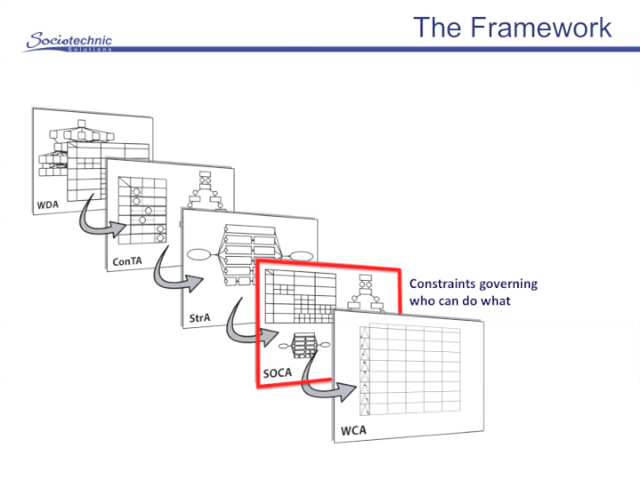 Sociotechnic
Solutions
The Framework
WDA
ConTA
StrA
SOCA
Constraints governing
who can do what
WCA